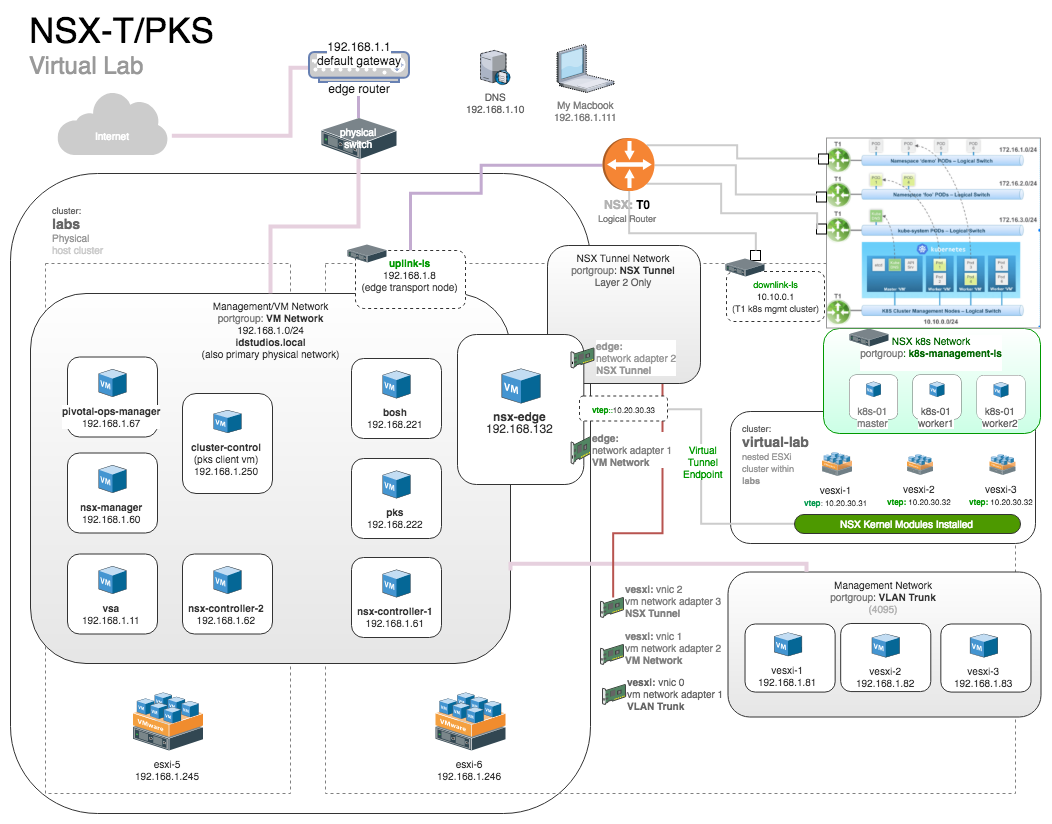 NSX-T/PKS
Virtual Lab
192.168.1.1
default gateway
edge router
Internet
physical
switch
DNS
192.168.1.10
My Macbook
192.168.1.111
cluster:
labs
Physical
host cluster
uplink-ls
192.168.1.8
(edge transport node)
NSX: T0
Logical Router
NSX Tunnel Network
portgroup: NSX Tunnel
Layer 2 Only
downlink-ls
10.10.0.1
(T1 k8s mgmt cluster)
T1
172.16.1.0/24
Namespace 'demo' PODs – Logical Switch
T1
172.16.2.0/24
Namespace 'foo' PODs – Logical Switch
T1
172.16.3.0/24
kube-system PODs – Logical Switch
kubernetes
Master 'VM'
Worker 'VM'
Worker 'VM'
Worker 'VM'
T1
K8S Cluster Management Nodes – Logical Switch
10.10.0.0/24
NSX k8s Network
portgroup: k8s-management-ls
k8s-01
master
k8s-01
worker1
k8s-01
worker2
Management/VM Network
portgroup: VM Network
192.168.1.0/24
idstudios.local
(also primary physical network)
pivotal-ops-manager
192.168.1.67
cluster-control
(pks client vm)
192.168.1.250
bosh
192.168.221
nsx-edge
192.168.132
nsx-manager
192.168.1.60
pks
192.168.222
vsa
192.168.1.11
nsx-controller-2
192.168.1.62
nsx-controller-1
192.168.1.61
edge:
network adapter 2
NSX Tunnel
vtep::10.20.30.33
edge:
network adapter 1
VM Network
Virtual
Tunnel
Endpoint
cluster:
virtual-lab
nested ESXi
cluster within
labs
vesxi-1
vtep: 10.20.30.31
vesxi-2
vtep: 10.20.30.32
vesxi-3
vtep: 10.20.30.32
NSX Kernel Modules Installed
vesxi: vnic 2
vm network adapter 3
NSX Tunnel
vesxi: vnic 1
vm network adapter 2
VM Network
vesxi: vnic 0
vm network adapter 1
VLAN Trunk
Management Network
portgroup: VLAN Trunk
(4095)
vesxi-1
192.168.1.81
vesxi-2
192.168.1.82
vesxi-3
192.168.1.83
VMware
esxi-5
192.168.1.245
VMware
esxi-6
192.168.1.246